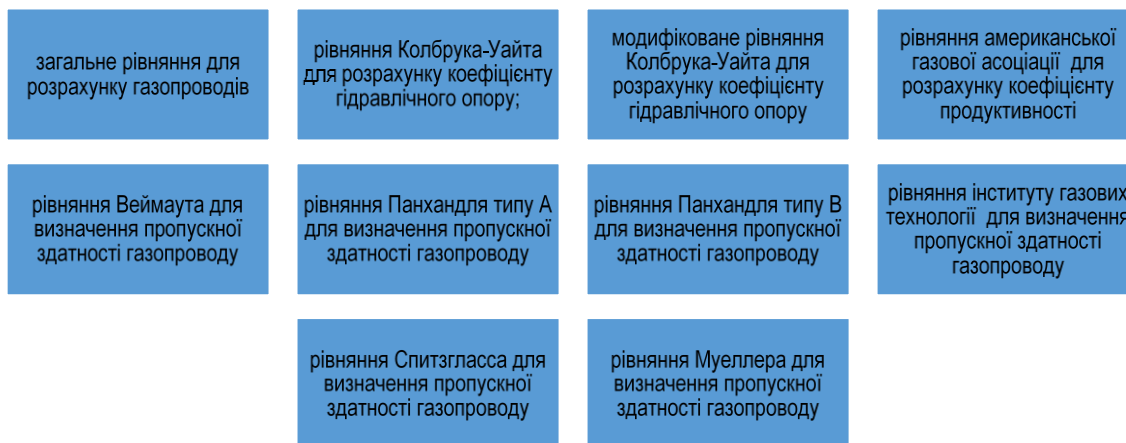 загальне рівняння для
розрахунку газопроводів
рівняння Колбрука-Уайта
для розрахунку коефіцієнту
гідравлічного опору;
модифіковане рівняння
Колбрука-Уайта для
розрахунку коефіцієнту
гідравлічного опору
рівняння американської
газової асоціації для
розрахунку коефіцієнту
продуктивності
рівняння Веймаута для
визначення пропускної
здатності газопроводу
рівняння Панхандля типу А
для визначення пропускної
здатності газопроводу
рівняння Панхандля типу В
для визначення пропускної
здатності газопроводу
рівняння інституту газових
технології для визначення
пропускної здатності
газопроводу
рівняння Спитзгласса для
визначення пропускної
здатності газопроводу
рівняння Муеллера для
визначення пропускної
здатності газопроводу